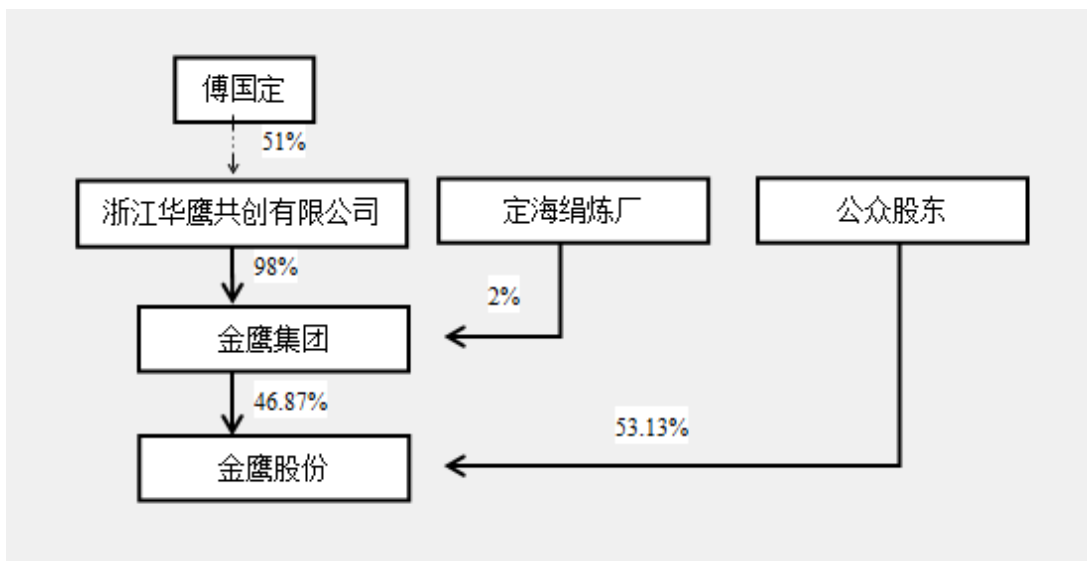 傅国定
51%
浙江华鹰共创有限公司
定海绢炼厂
公众股东
98%
2%
金鹰集团
46.87%
53.13%
金鹰股份